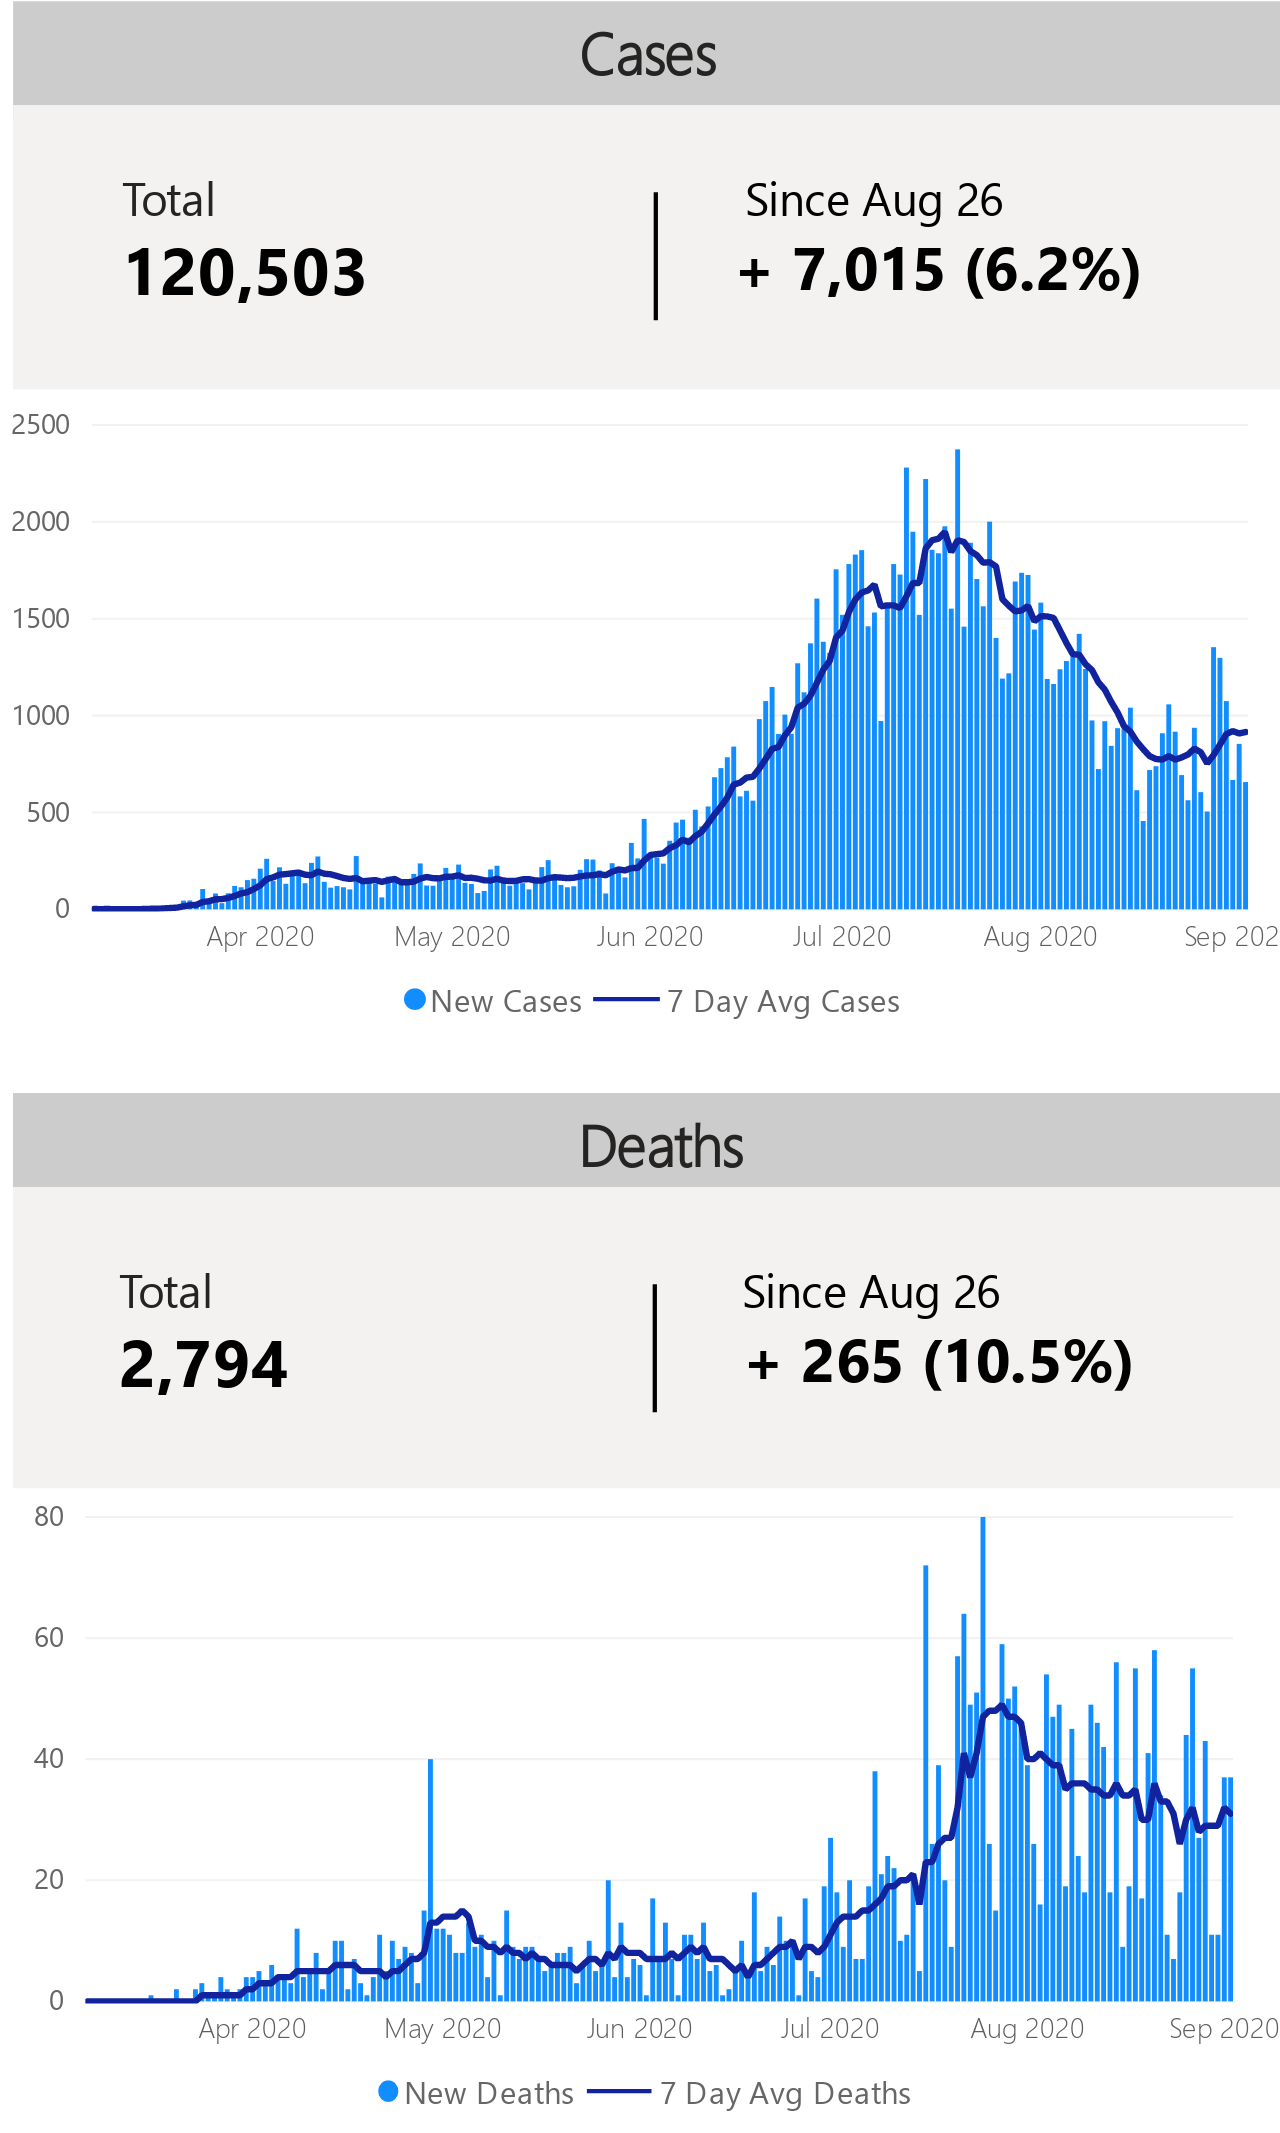 Cases
Total
Since Aug 26
120,503
+ 7,015 (6.2%)
2500
2000
1500
1000
500
0
Apr 2020 May 2020 Jun 2020 Jul 2020 Aug 2020 Sep 202
New Cases 7 Day Avg Cases
Deaths
Total
Since Aug 26
2,794
+ 265 (10.5%)
80
60
40
20
0
Apr 2020 May 2020 Jun 2020 Jul 2020 Aug 2020 Sep 2020
New Deaths 7 Day Avg Deaths